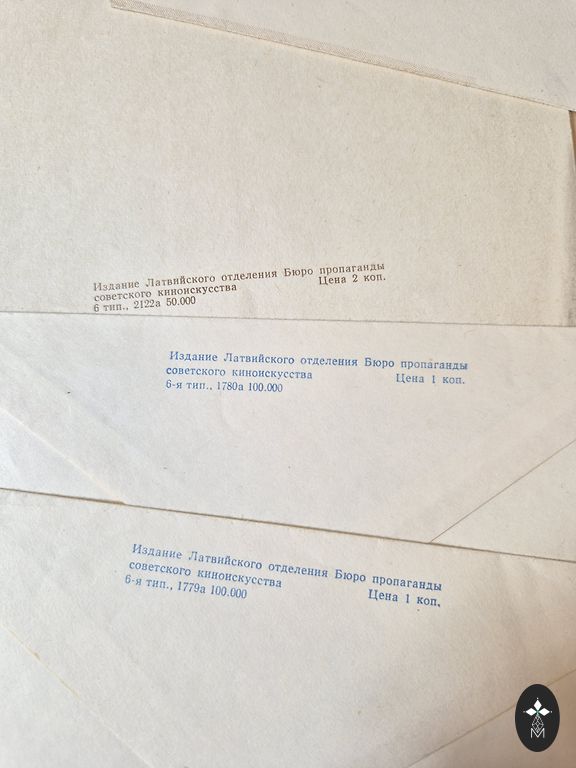 Издание Латвийского отделения Бюро пропаганды
советского киноискусства Цена 2 коп.
6 тип., 2122а 50.000
Издание Латвийского отделения Бюро пропаганды
советского киноискусства Цена 1 коп.
6-я тип., 1780а 100.000
Издание Латвийского отделения Бюро пропаганды
советского киноискусства Цена 1 коп.
6-я тип., 1779а 100.000
M